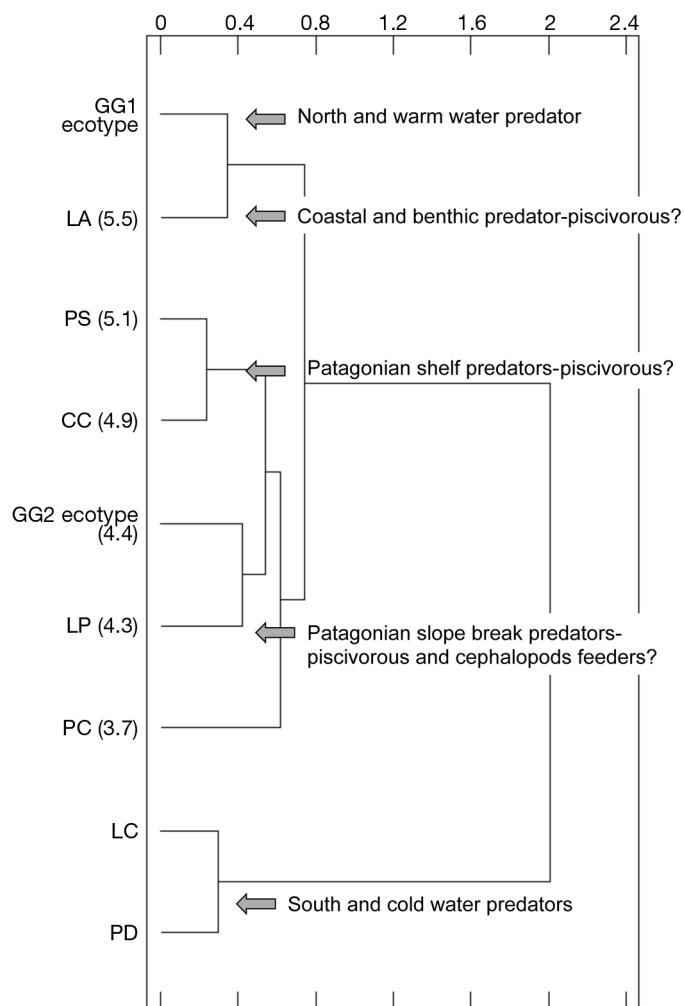 0 0.4 0.8 1.2 1.6 2 2.4
GG1
ecotype
North and warm water predator
LA (5.5)
Coastal and benthic predator-piscivorous?
PS (5.1)
Patagonian shelf predators-piscivorous?
CC (4.9)
GG2 ecotype
(4.4)
LP (4.3)
Patagonian slope break predators-
piscivorous and cephalopods feeders?
PC (3.7)
LC
South and cold water predators
PD